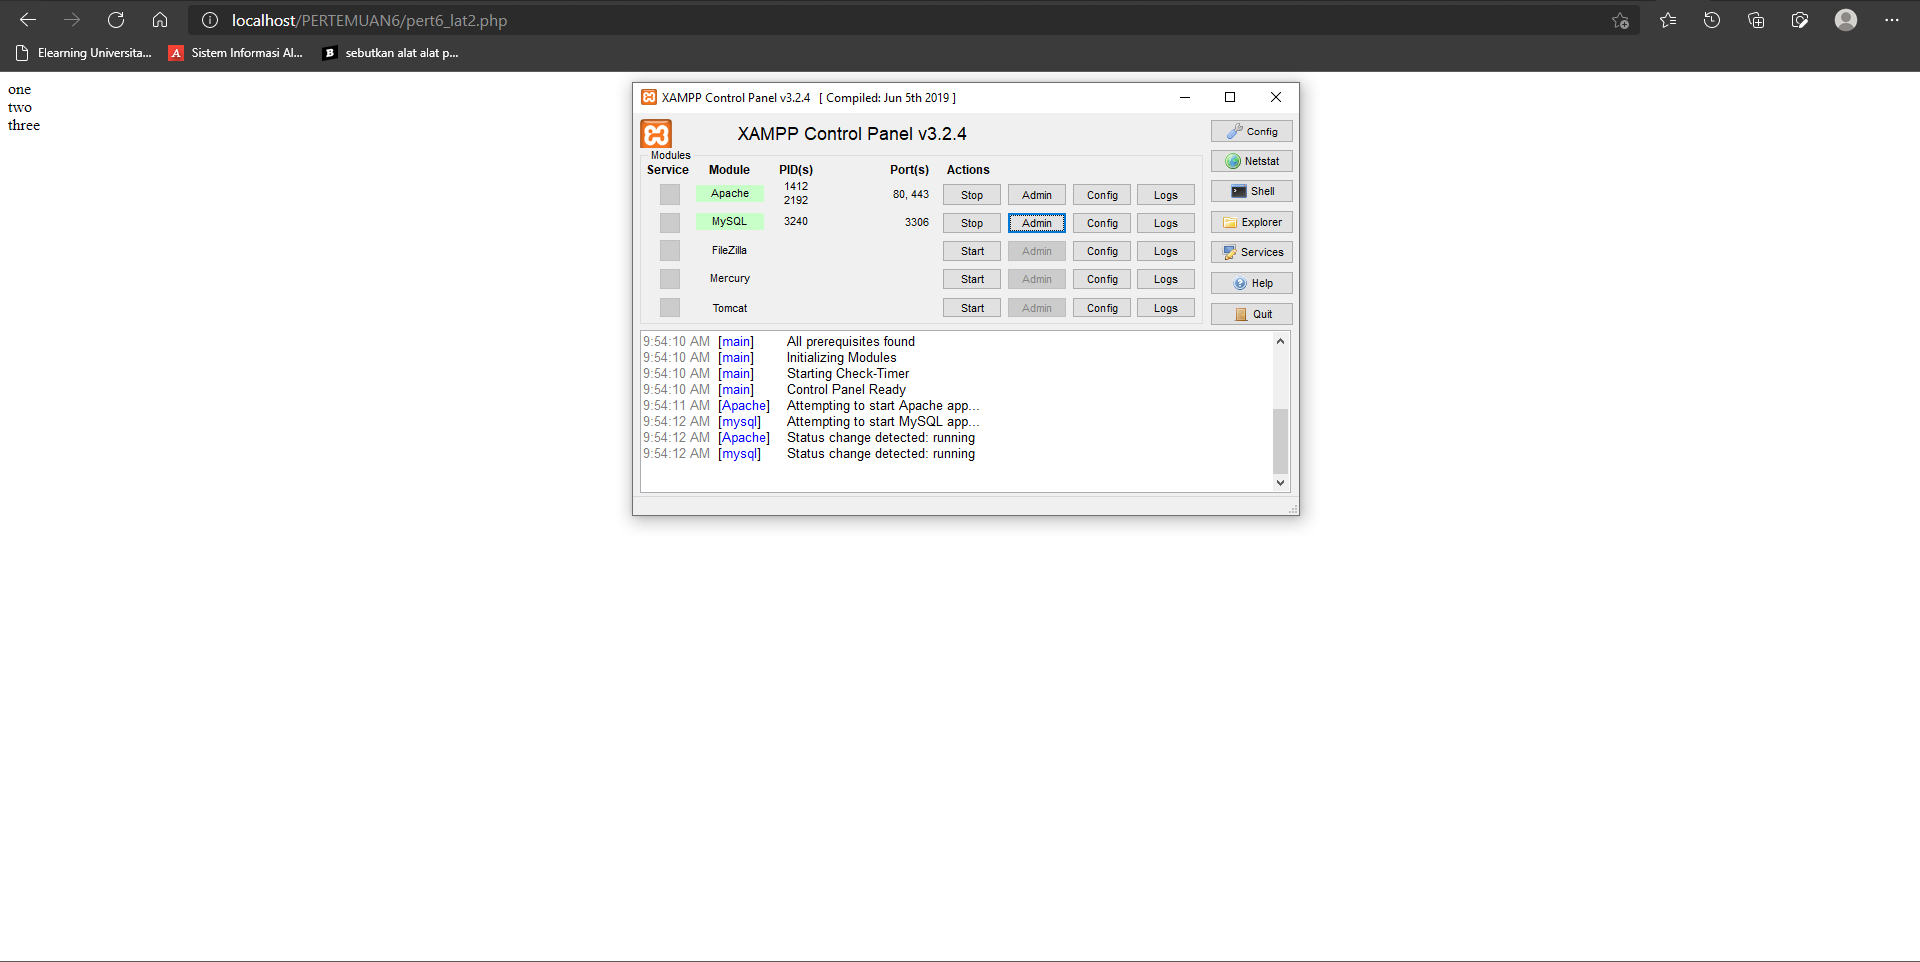 localhost/PERTEMUAN6/pert6_lat2.php
Elearning Universita... A Sistem Informasi Al... B sebutkan alat alat p...
one
two
three
XAMPP Control Panel v3.2.4 [ Compiled: Jun 5th 2019 ]
XAMPP Control Panel v3.2.4
Config
Modules
Service Module PID(s) Port(s) Actions
Netstat
Apache 1412 2192 80, 443 Stop Admin Config Logs
Shell
MySQL 3240 3306 Stop Admin Config Logs
Explorer
FileZilla Start Admin Config Logs
Services
Mercury Start Admin Config Logs
Help
Tomcat Start Admin Config Logs
Quit
9:54:10 AM [main] All prerequisites found
9:54:10 AM [main] Initializing Modules
9:54:10 AM [main] Starting Check-Timer
9:54:10 AM [main] Control Panel Ready
9:54:11 AM [Apache] Attempting to start Apache app...
9:54:12 AM [mysql] Attempting to start MySQL app...
9:54:12 AM [Apache] Status change detected: running
9:54:12 AM [mysql] Status change detected: running